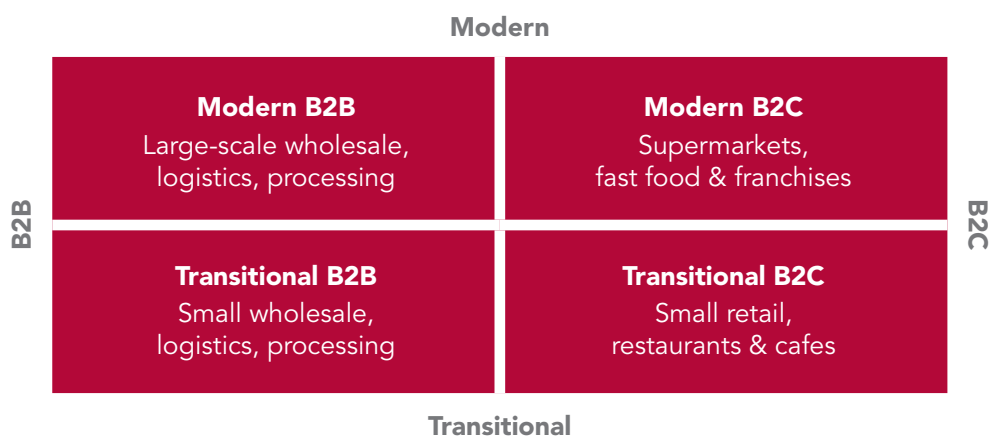 Modern
Modern B2B
Large-scale wholesale,
logistics, processing
Modern B2C
Supermarkets,
fast food & franchises
B2B
B2C
Transitional B2B
Small wholesale,
logistics, processing
Transitional B2C
Small retail,
restaurants & cafes
Transitional